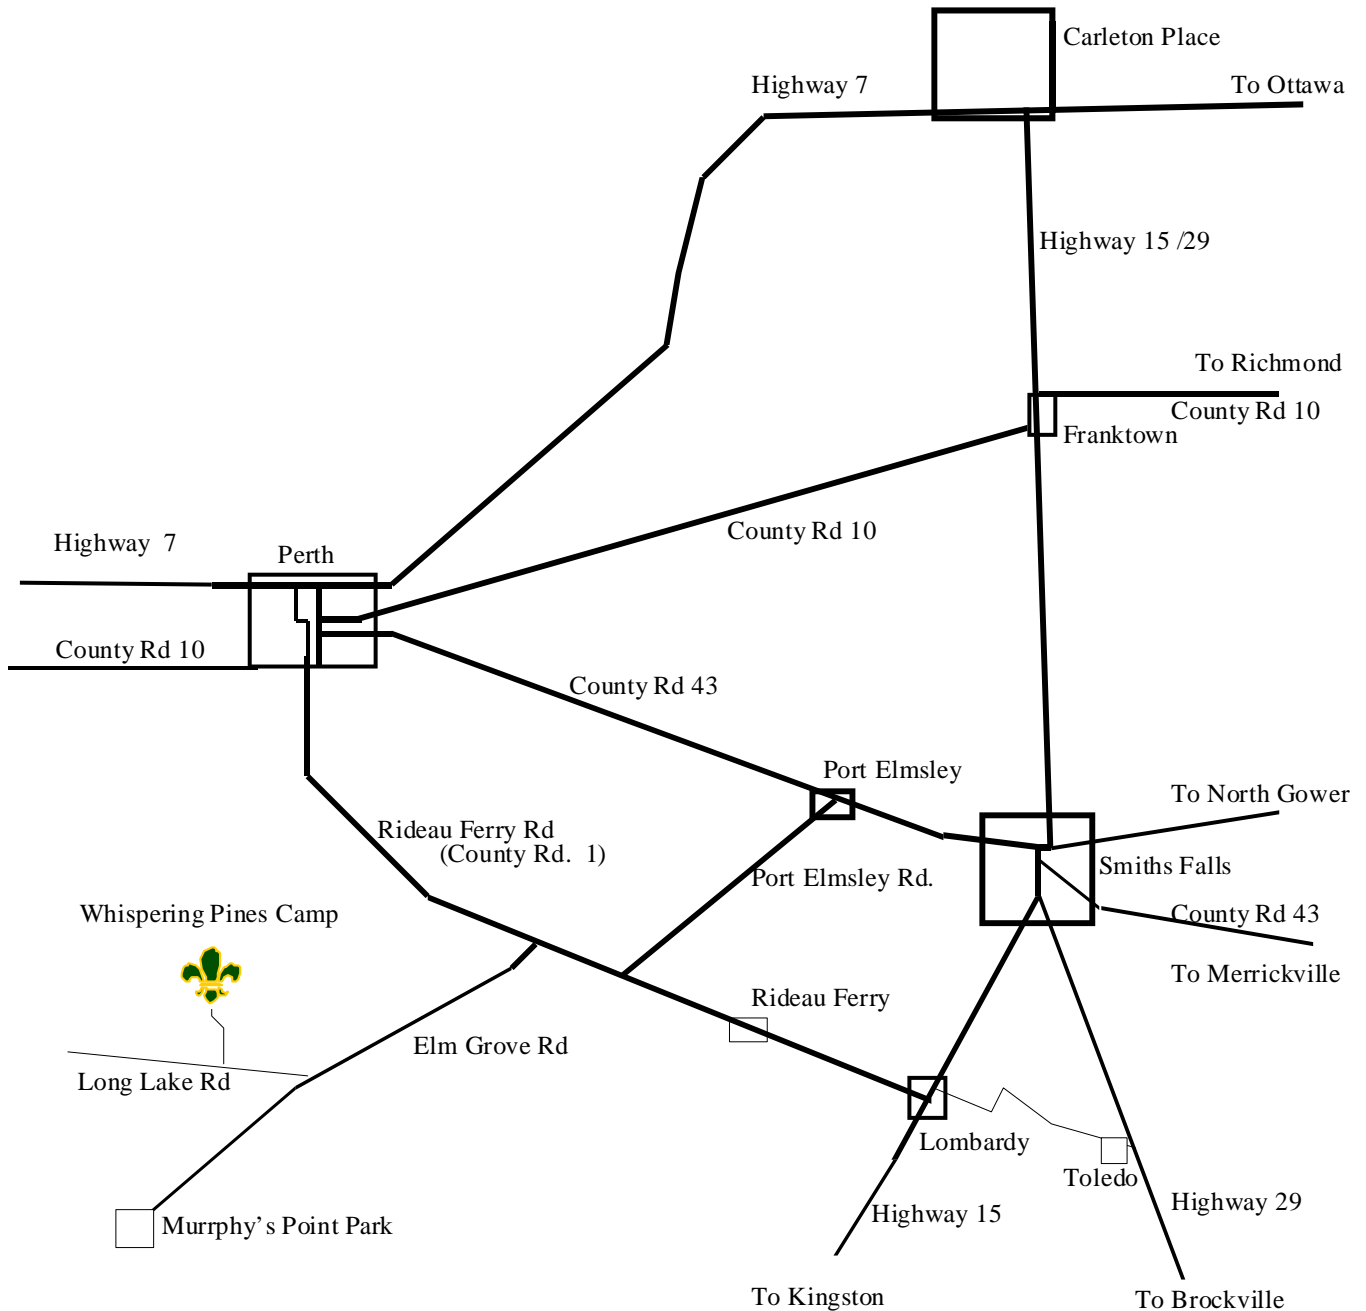 Carleton Place
Highway 7
To Ottawa
Highway 15 /29
To Richmond
County Rd 10
Franktown
County Rd 10
Highway 7
Perth
County Rd 10
County Rd 43
Port Elmsley
To North Gower
Rideau Ferry Rd
(County Rd. 1)
Port Elmsley Rd.
Smiths Falls
Whispering Pines Camp
County Rd 43
To Merrickville
Rideau Ferry
Elm Grove Rd
Long Lake Rd
Lombardy
Toledo
Highway 29
Highway 15
Murrphy's Point Park
To Kingston
To Brockville